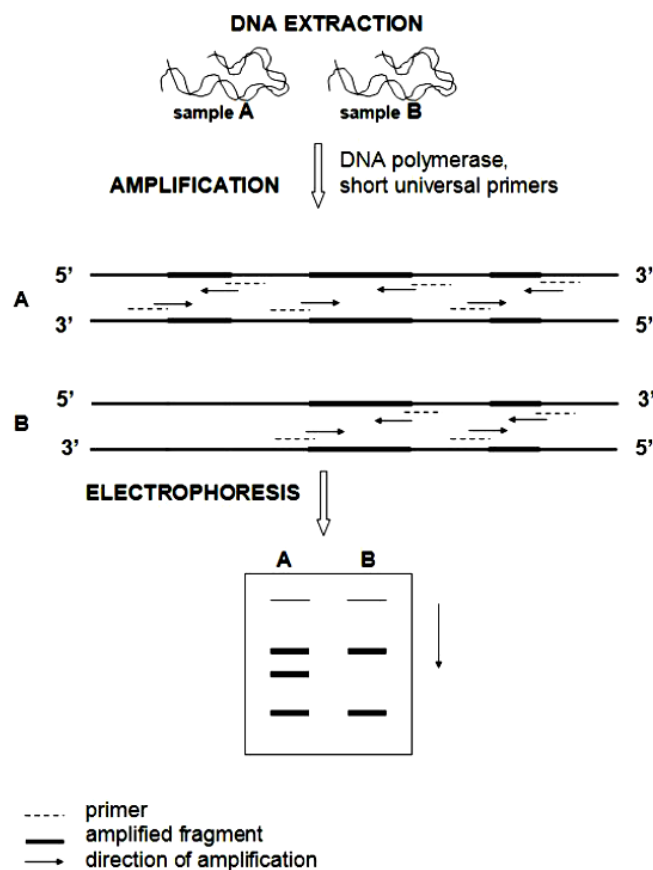 DNA EXTRACTION
sample A
sample B
AMPLIFICATION
DNA polymerase,
short universal primers
5’ 3’
A
3’ 5’
5’ 3’
B
3’ 5’
ELECTROPHORESIS
A B
primer
amplified fragment
direction of amplification